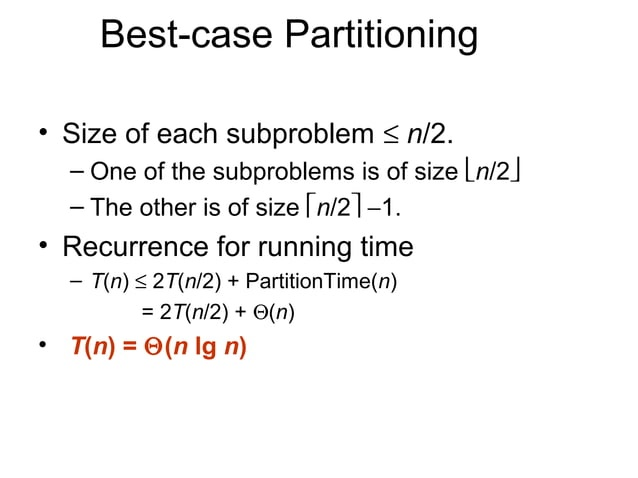 Best-case Partitioning
• Size of each subproblem ≤ n/2.
– One of the subproblems is of size ⌊n/2⌋
– The other is of size ⌈n/2⌉ −1.
• Recurrence for running time
– T(n) ≤ 2T(n/2) + PartitionTime(n)
= 2T(n/2) + Θ(n)
• T(n) = Θ(n lg n)